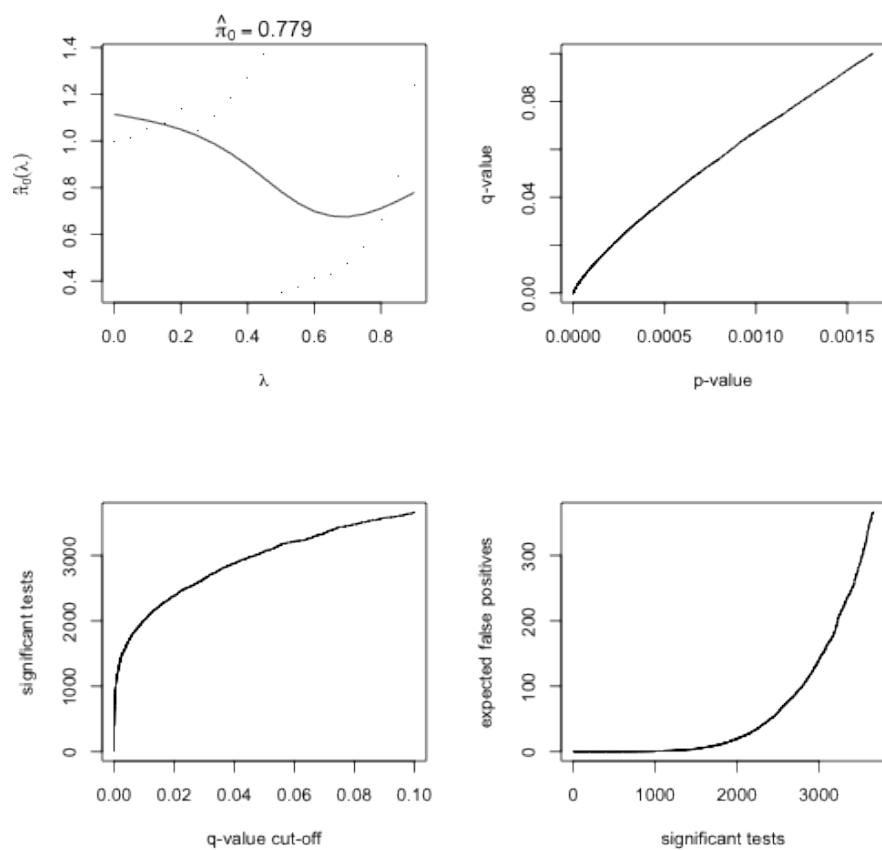 π̂₀ = 0.779
π̂₀(λ)
1.4
1.2
1.0
0.8
0.6
0.4
0.0 0.2 0.4 0.6 0.8
λ
q-value
0.08
0.04
0.00
0.0000 0.0005 0.0010 0.0015
p-value
significant tests
3000
2000
1000
0
0.00 0.02 0.04 0.06 0.08 0.10
q-value cut-off
expected false positives
300
200
100
0
0 1000 2000 3000
significant tests